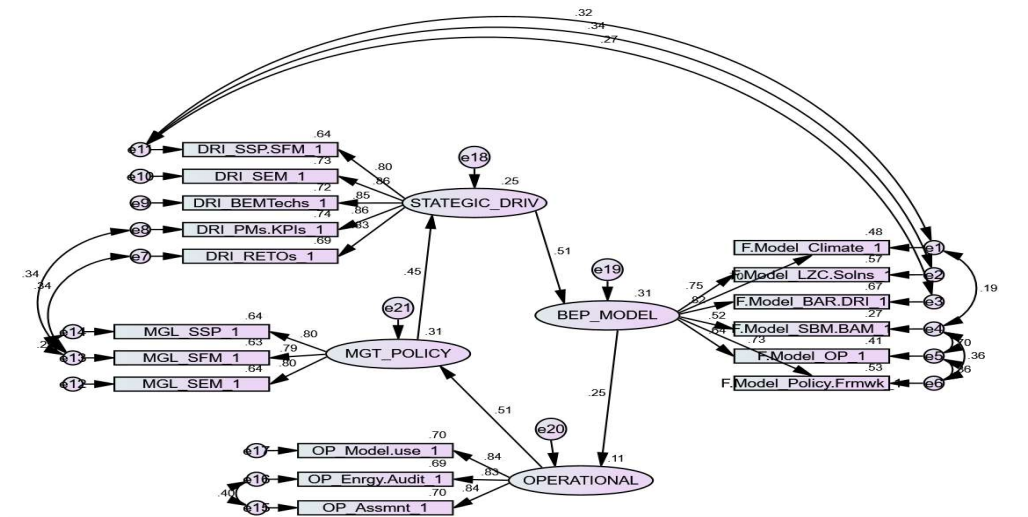 .32
.34
.27
e11 DRI_SSP.SFM_1 .64
e10 DRI_SEM_1 .73
e9 DRI_BEMTechs_1 .72
e8 DRI_PMs.KPIs_1 .74
e7 DRI_RETOs_1 .69
.80
.86
.85
.86
.83
e18
.25
STATEGIC_DRIV
.51
.45
e19
.31
BEP_MODEL
.75
.82
.52
.64
.73
.48
F.Model_Climate_1 e1
.57
F.Model_LZC.Solns_1 e2
.67
F.Model_BAR.DRI_1 e3
.27
F.Model_SBM.BAM_1 e4
.41
F.Model_OP_1 e5
.53
F.Model_Policy.Frmwk_ e6
.19
.70
.36
.36
.34
.34
e21
.31
MGT_POLICY
.64
e14 MGL_SSP_1
.63
e13 MGL_SFM_1
.64
e12 MGL_SEM_1
.80
.79
.80
.25
.51
e20
.11
OPERATIONAL
.70
e17 OP_Model.use_1
.69
e16 OP_Enrgy.Audit_1
.70
e15 OP_Assmnt_1
.84
.83
.84
.40